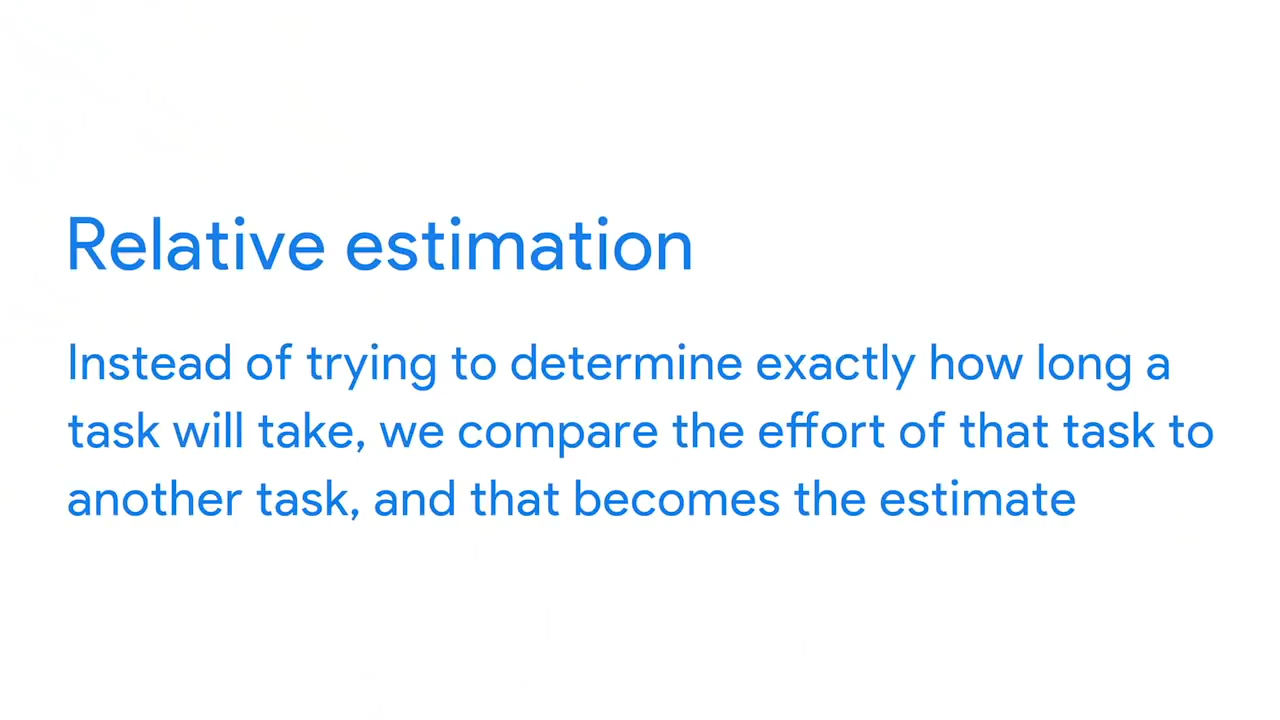 Relative estimation
Instead of trying to determine exactly how long a
task will take, we compare the effort of that task to
another task, and that becomes the estimate